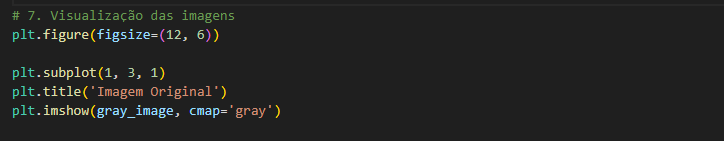 # 7. Visualização das imagens
plt.figure(figsize=(12, 6))
plt.subplot(1, 3, 1)
plt.title('Imagem Original')
plt.imshow(gray_image, cmap='gray')